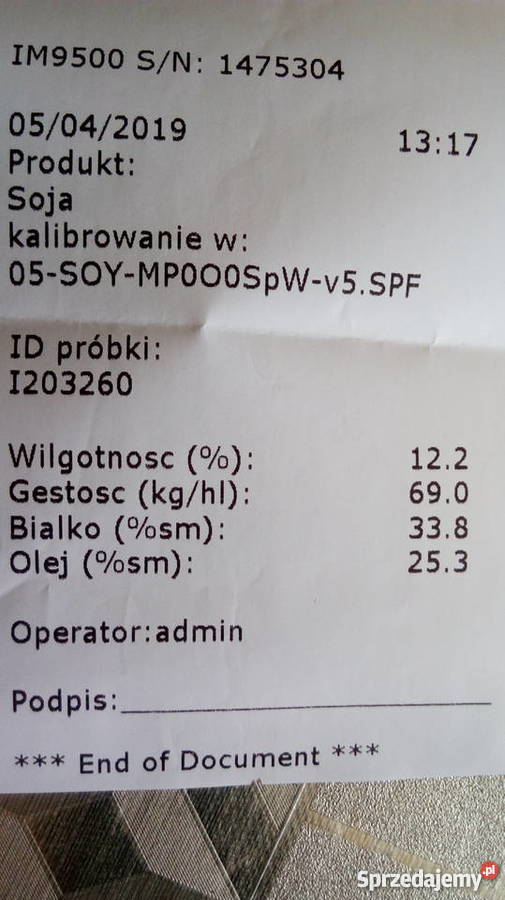 IM9500 S/N: 1475304
05/04/2019 13:17
Produkt:
Soja
kalibrowanie w:
05-SOY-MP0O0SpW-v5.SPF
ID próbki:
I203260
Wilgotnosc (%): 12.2
Gestosc (kg/hl): 69.0
Bialko (%sm): 33.8
Olej (%sm): 25.3
Operator:admin
Podpis:
*** End of Document ***
Sprzedajemy.pl